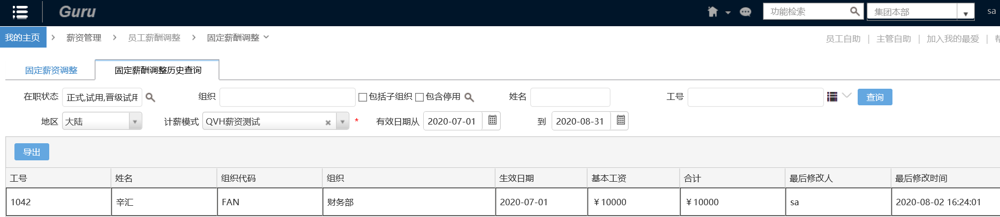 Guru 功能检索 集团本部 sa
我的主页 > 薪资管理 > 员工薪酬调整 > 固定薪酬调整
员工自助 | 主管自助 | 加入我的最爱 |
固定薪资调整 固定薪酬调整历史查询
在职状态 正式,试用,晋级试用 组织 包括子组织 包含停用 姓名 工号 查询
地区 大陆 计薪模式 QVH薪资测试 * 有效日期从 2020-07-01 到 2020-08-31
导出
工号 姓名 组织代码 组织 生效日期 基本工资 合计 最后修改人 最后修改时间
1042 辛汇 FAN 财务部 2020-07-01 ￥10000 ￥10000 sa 2020-08-02 16:24:01